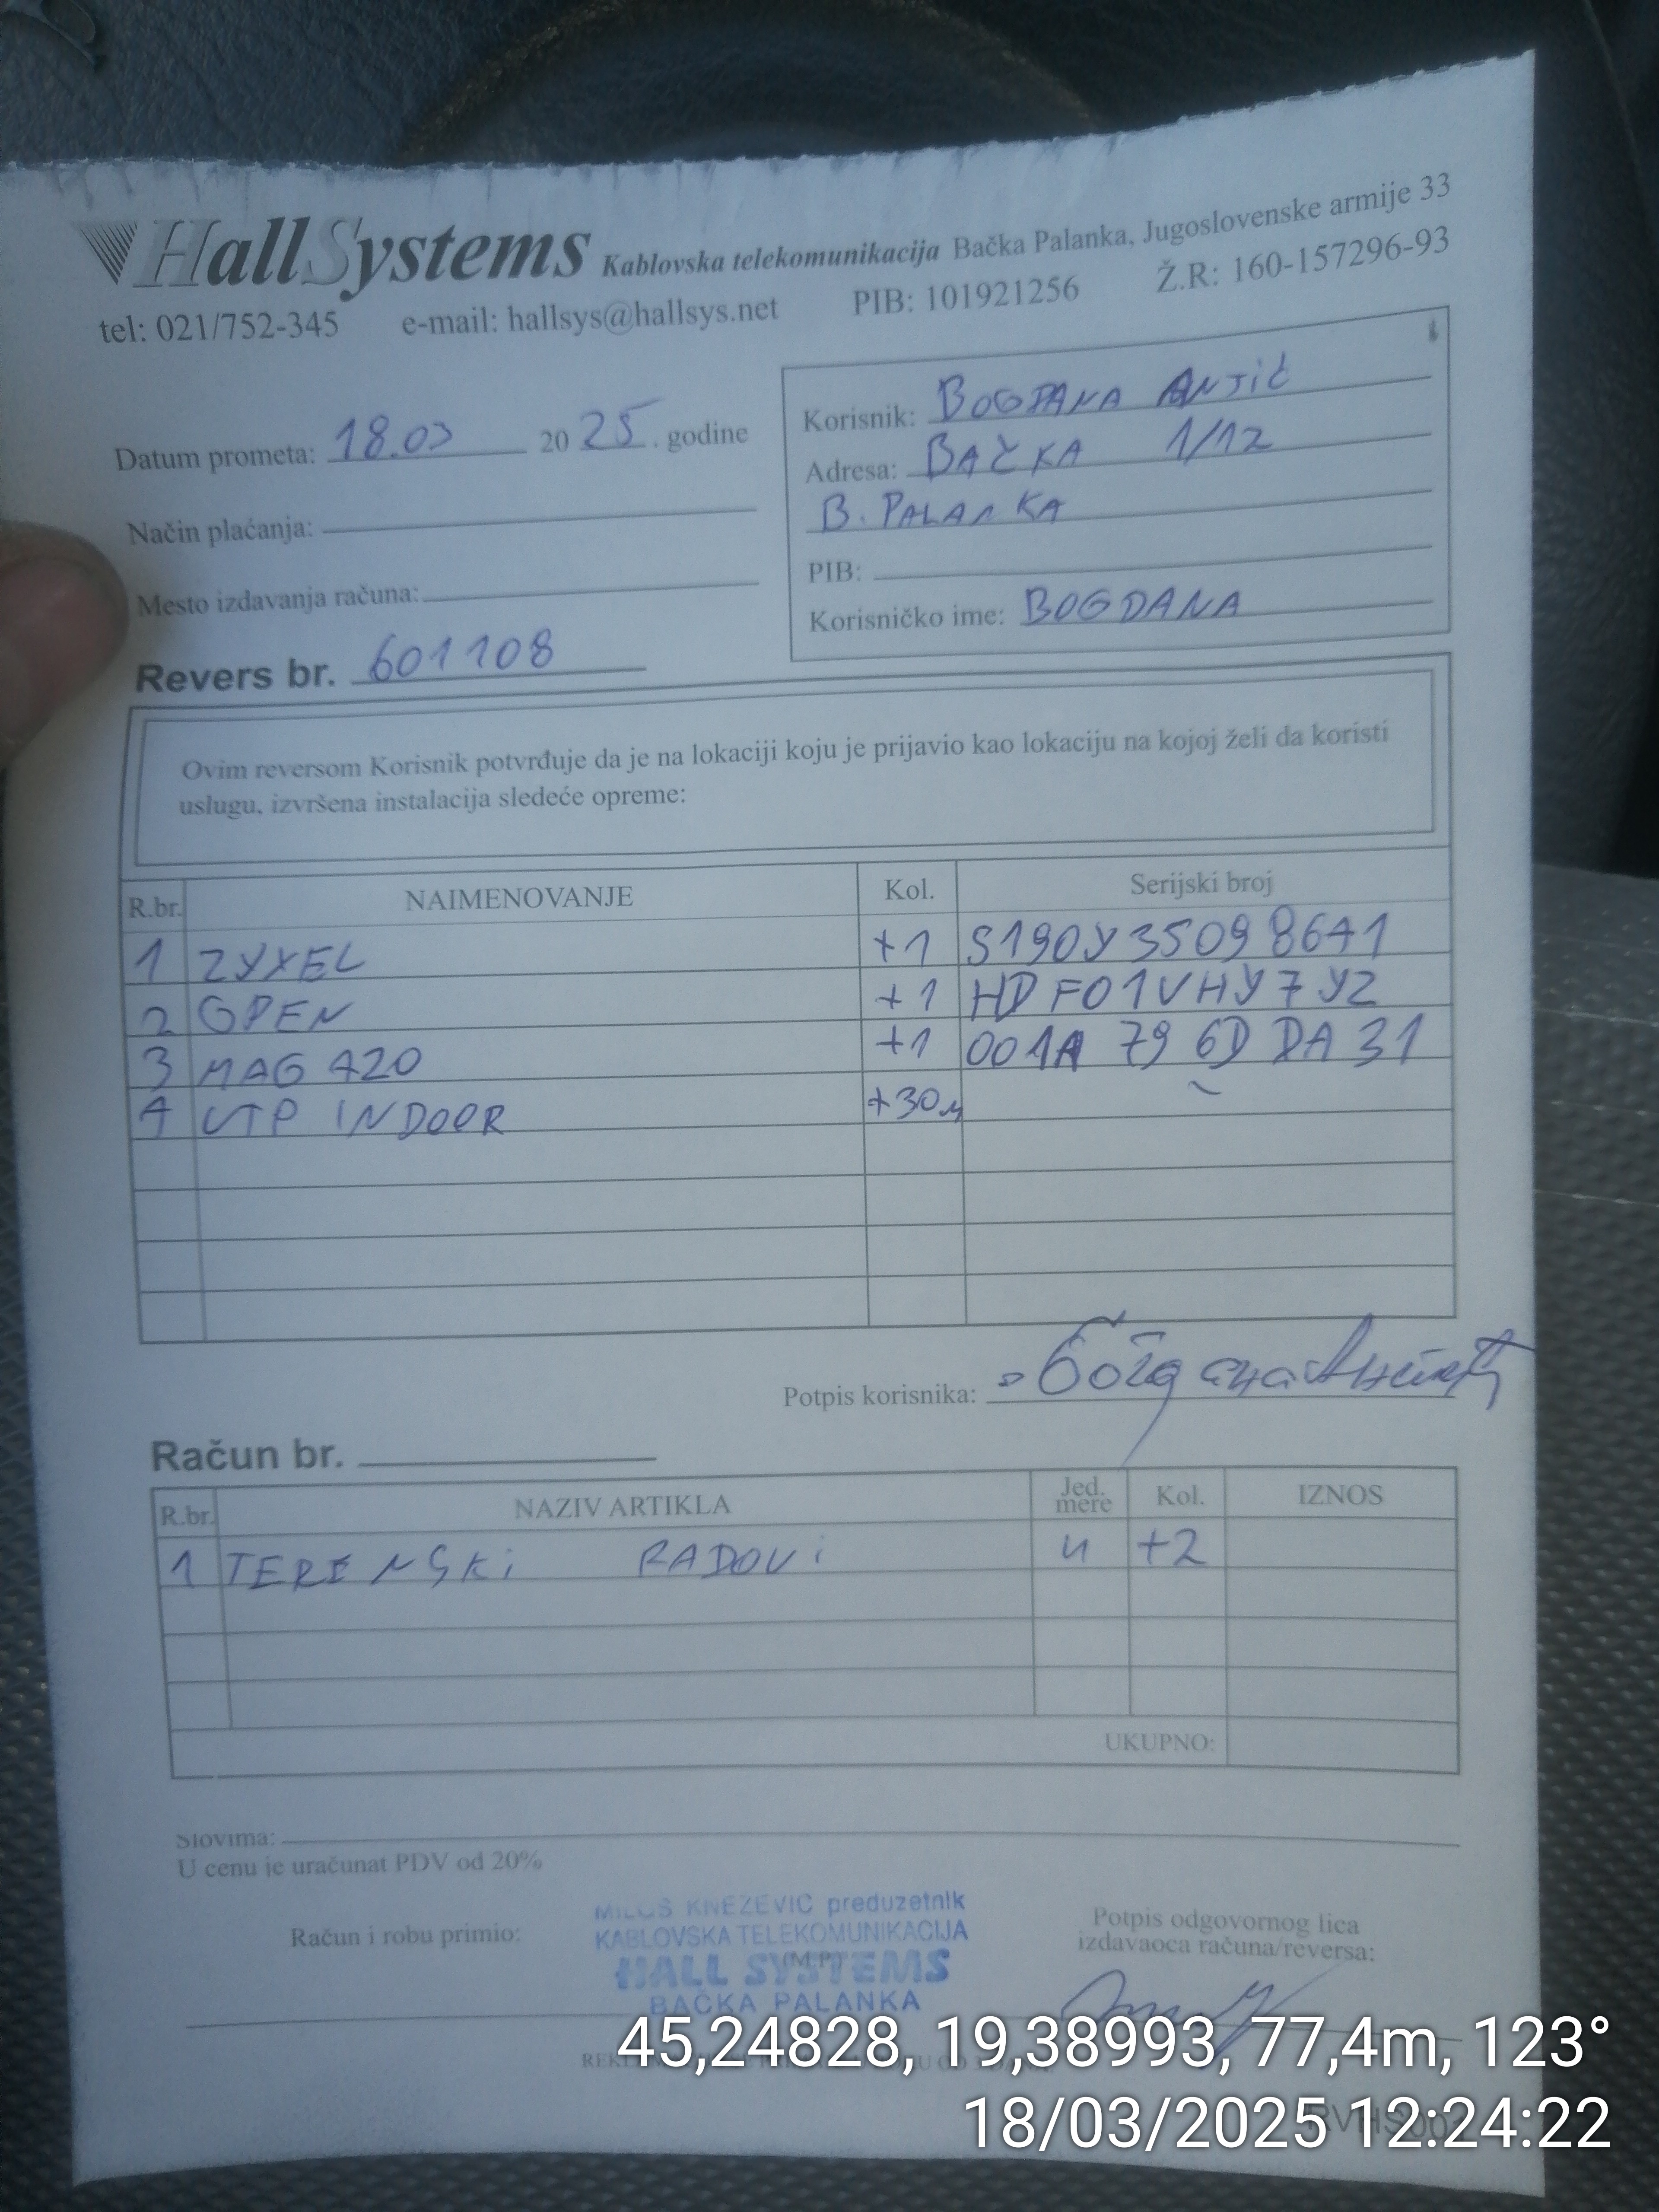 HallSystems Kablovska telekomunikacija Bačka Palanka, Jugoslovenske armije 33
tel: 021/752-345 e-mail: hallsys@hallsys.net PIB: 101921256 Ž.R: 160-157296-93
Datum prometa: 18.03 2025. godine
Način plaćanja:
Mesto izdavanja računa:
Revers br. 601108
Korisnik: BOGDANA ANTIĆ
Adresa: BAČKA 1/12
B. PALANKA
PIB:
Korisničko ime: BOGDANA
Ovim reversom Korisnik potvrđuje da je na lokaciji koju je prijavio kao lokaciju na kojoj želi da koristi
uslugu, izvršena instalacija sledeće opreme:
R.br. NAIMENOVANJE Kol. Serijski broj
1 ZYXEL +1 S190Y35098641
2 OPEN +1 HDF01VHY7YZ
3 MAG 420 +1 001A 79 6D DA 31
4 UTP INDOOR +30m ~
Potpis korisnika:
Račun br.
R.br. NAZIV ARTIKLA Jed. mere Kol. IZNOS
1 TERENSKI RADOVI +2
UKUPNO:
Slovima:
U cenu je uračunat PDV od 20%
Račun i robu primio:
MILOŠ KNEZEVIC preduzetnik
KABLOVSKA TELEKOMUNIKACIJA
(M.P)
HALL SYSTEMS
BAČKA PALANKA
Potpis odgovornog lica
izdavaoca računa/reversa:
45,24828, 19,38993, 77,4m, 123°
18/03/2025 12:24:22